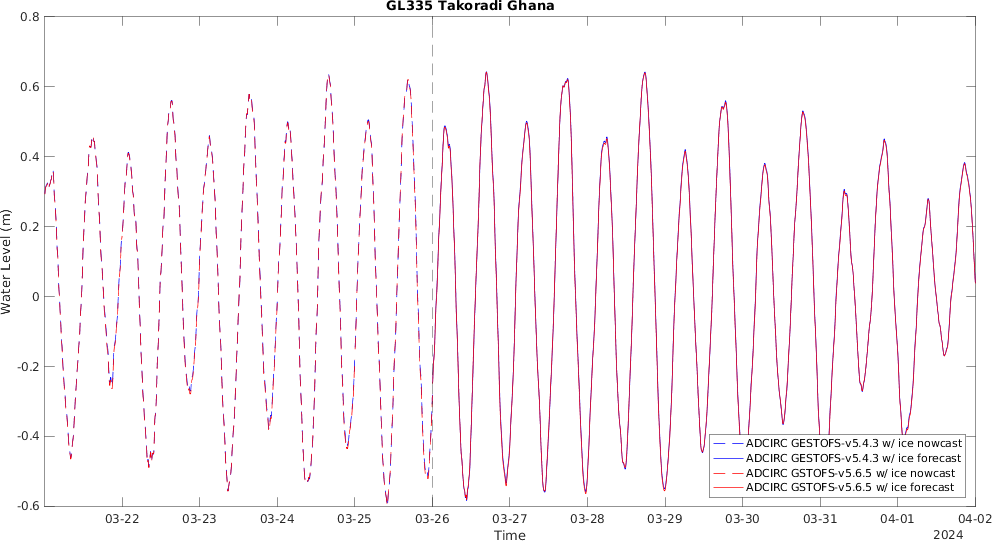 GL335 Takoradi Ghana
0.8
0.6
0.4
0.2
0
-0.2
-0.4
-0.6
Water Level (m)
ADCIRC GESTOFS-v5.4.3 w/ ice nowcast
ADCIRC GESTOFS-v5.4.3 w/ ice forecast
ADCIRC GSTOFS-v5.6.5 w/ ice nowcast
ADCIRC GSTOFS-v5.6.5 w/ ice forecast
03-22 03-23 03-24 03-25 03-26 03-27 03-28 03-29 03-30 03-31 04-01 04-02
Time
2024